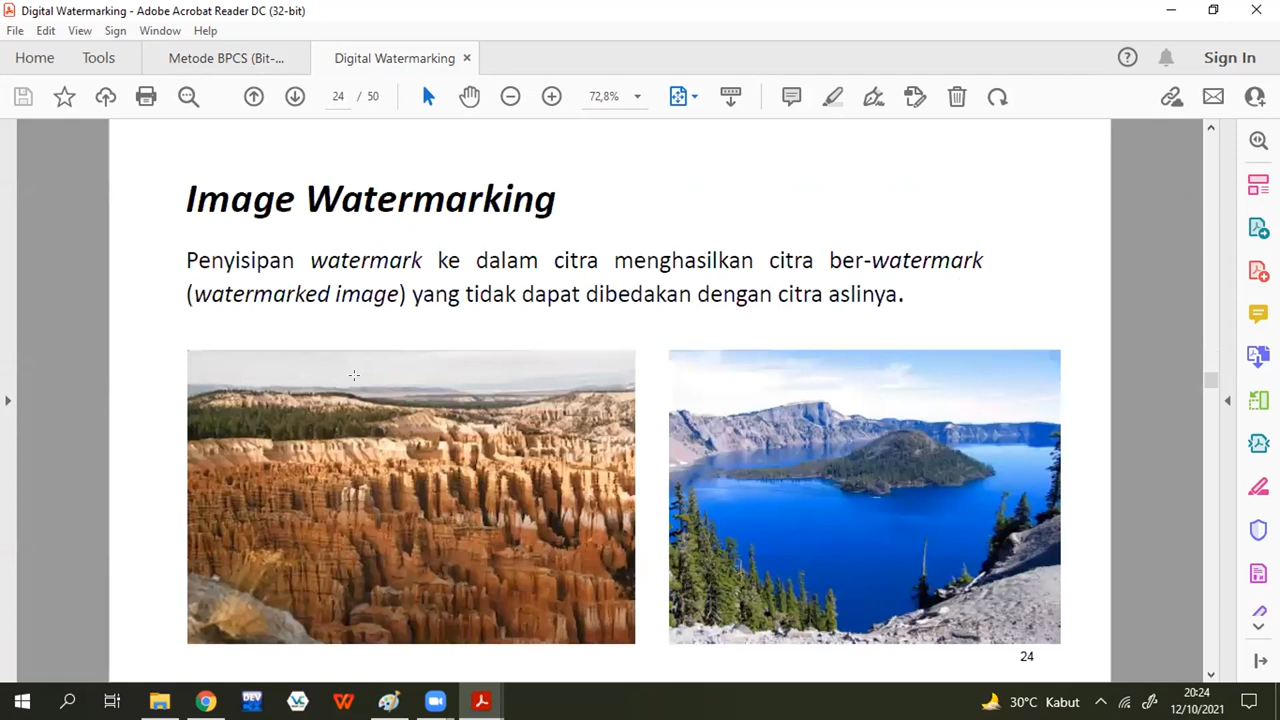 Digital Watermarking - Adobe Acrobat Reader DC (32-bit)
File Edit View Sign Window Help
Home Tools Metode BPCS (Bit-... Digital Watermarking Sign In
24 / 50 72,8%
Image Watermarking
Penyisipan watermark ke dalam citra menghasilkan citra ber-watermark
(watermarked image) yang tidak dapat dibedakan dengan citra aslinya.
24
DEV
VC
W
30°C Kabut
20:24
12/10/2021